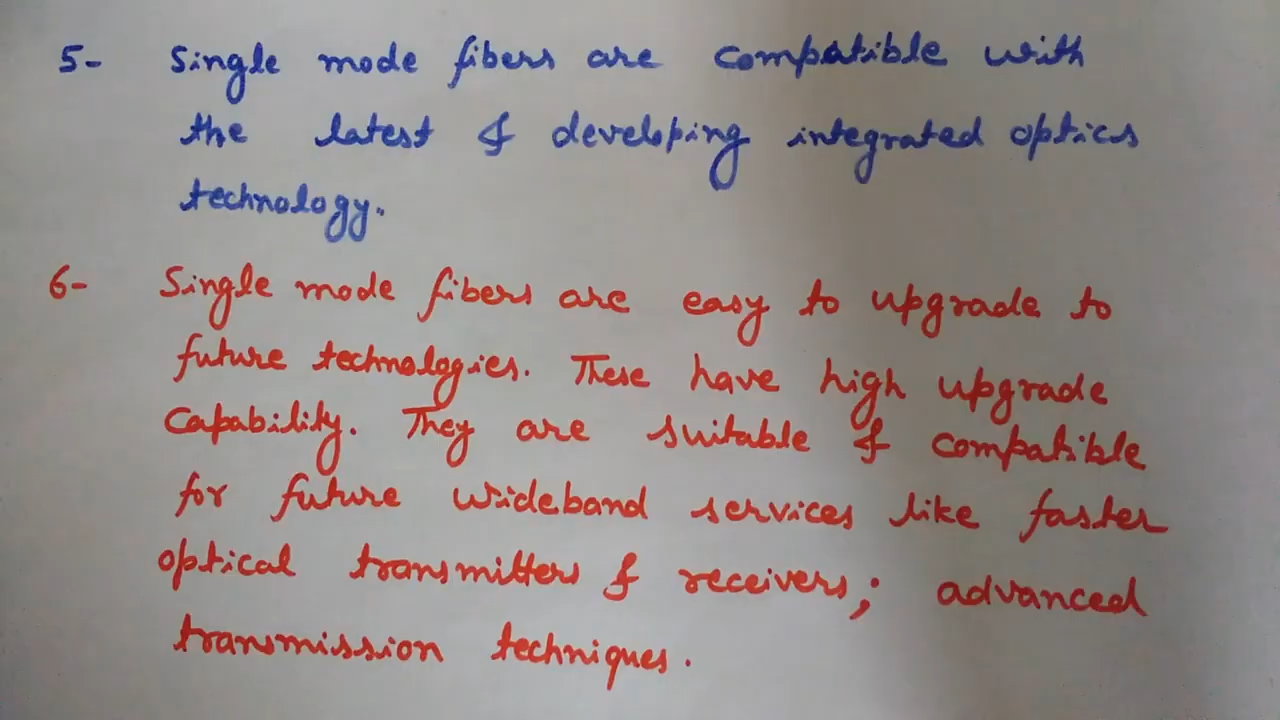 5- Single mode fibers are compatible with
the latest & developing integrated optics
technology.
6- Single mode fibers are easy to upgrade to
future technologies. These have high upgrade
capability. They are suitable & compatible
for future wideband services like faster
optical transmitters & receivers; advanced
transmission techniques.